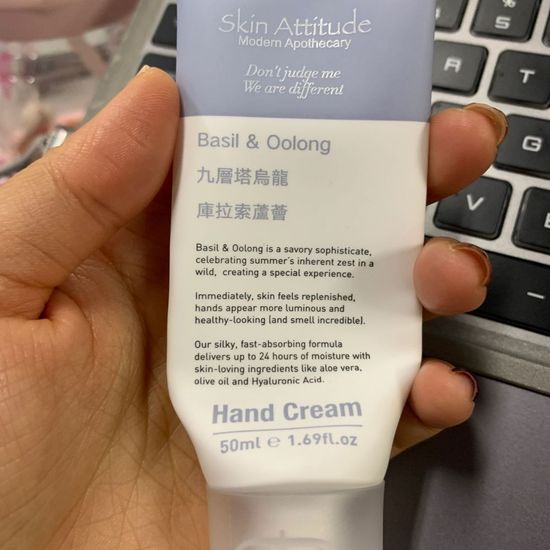 Skin Attitude
Modern Apothecary
Don't judge me
We are different
Basil & Oolong
九層塔烏龍
庫拉索蘆薈
Basil & Oolong is a savory sophisticate,
celebrating summer's inherent zest in a
wild, creating a special experience.
Immediately, skin feels replenished,
hands appear more luminous and
healthy-looking (and smell incredible).
Our silky, fast-absorbing formula
delivers up to 24 hours of moisture with
skin-loving ingredients like aloe vera,
olive oil and Hyaluronic Acid.
Hand Cream
50ml e 1.69fl.oz
R
T
S
F
G
V